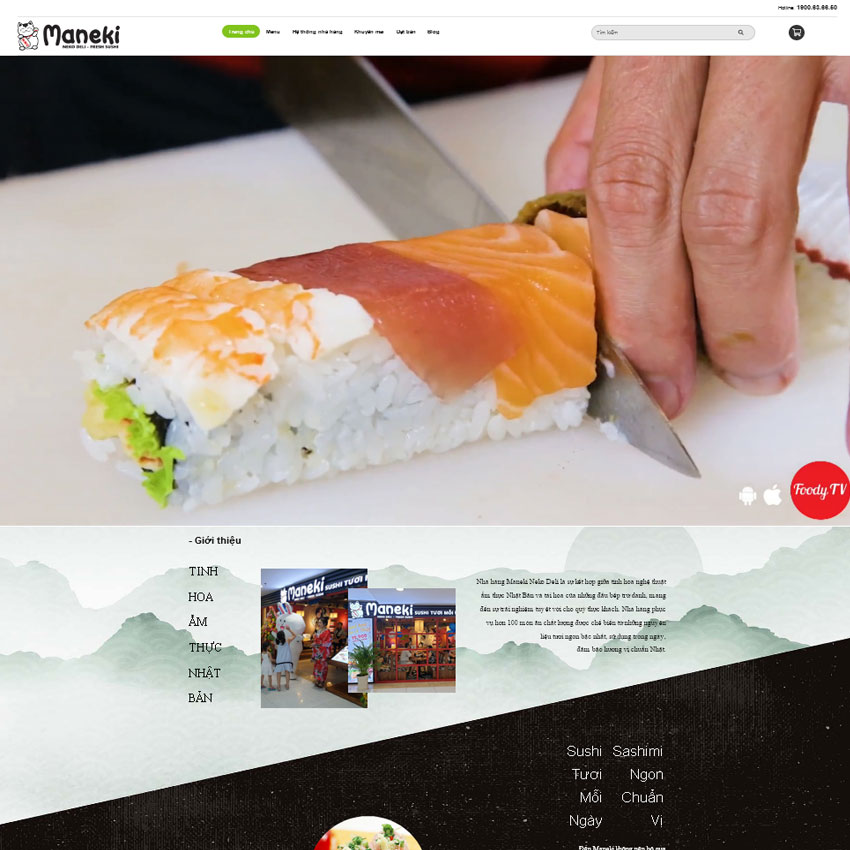 Hotline: 1900.63.66.50
Maneki
NEKO DELI - FRESH SUSHI
Trang chủ
Menu
Hệ thống nhà hàng
Khuyến mại
Đặt bàn
Blog
Tìm kiếm
Foody.TV
- Giới thiệu
TINH
HOA
ẨM
THỰC
NHẬT
BẢN
Maneki SUSHI TƯƠI
Maneki SUSHI TƯƠI MỖI
Nhà hàng Maneki Neko Deli là sự kết hợp giữa tinh hoa nghệ thuật
ẩm thực Nhật Bản và tài hoa của những đầu bếp trứ danh, mang
đến sự trải nghiệm tuyệt vời cho quý thực khách. Nhà hàng phục
vụ hơn 100 món ăn chất lượng được chế biến từ những nguyên
liệu tươi ngon bậc nhất, sử dụng trong ngày,
đảm bảo hương vị chuẩn Nhật.
Sushi Sashimi
Tươi Ngon
Mỗi Chuẩn
Ngày Vị